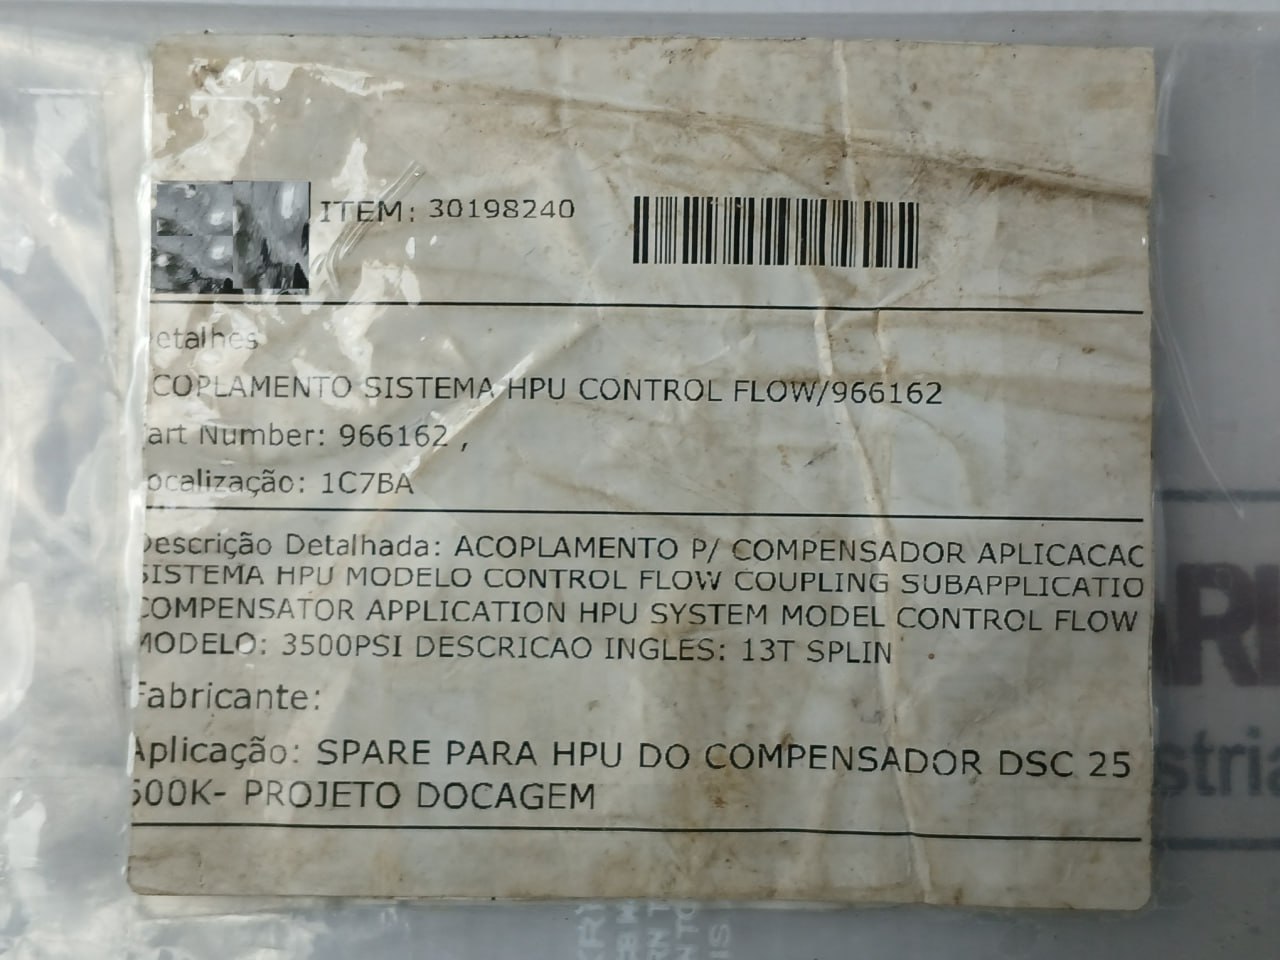 ITEM: 30198240
etalhes
COPLAMENTO SISTEMA HPU CONTROL FLOW/966162
art Number: 966162 ,
ocalização: 1C7BA
Descrição Detalhada: ACOPLAMENTO P/ COMPENSADOR APLICACAC
SISTEMA HPU MODELO CONTROL FLOW COUPLING SUBAPPLICATIO
COMPENSATOR APPLICATION HPU SYSTEM MODEL CONTROL FLOW
MODELO: 3500PSI DESCRICAO INGLES: 13T SPLIN
Fabricante:
Aplicação: SPARE PARA HPU DO COMPENSADOR DSC 25
500K- PROJETO DOCAGEM
stria